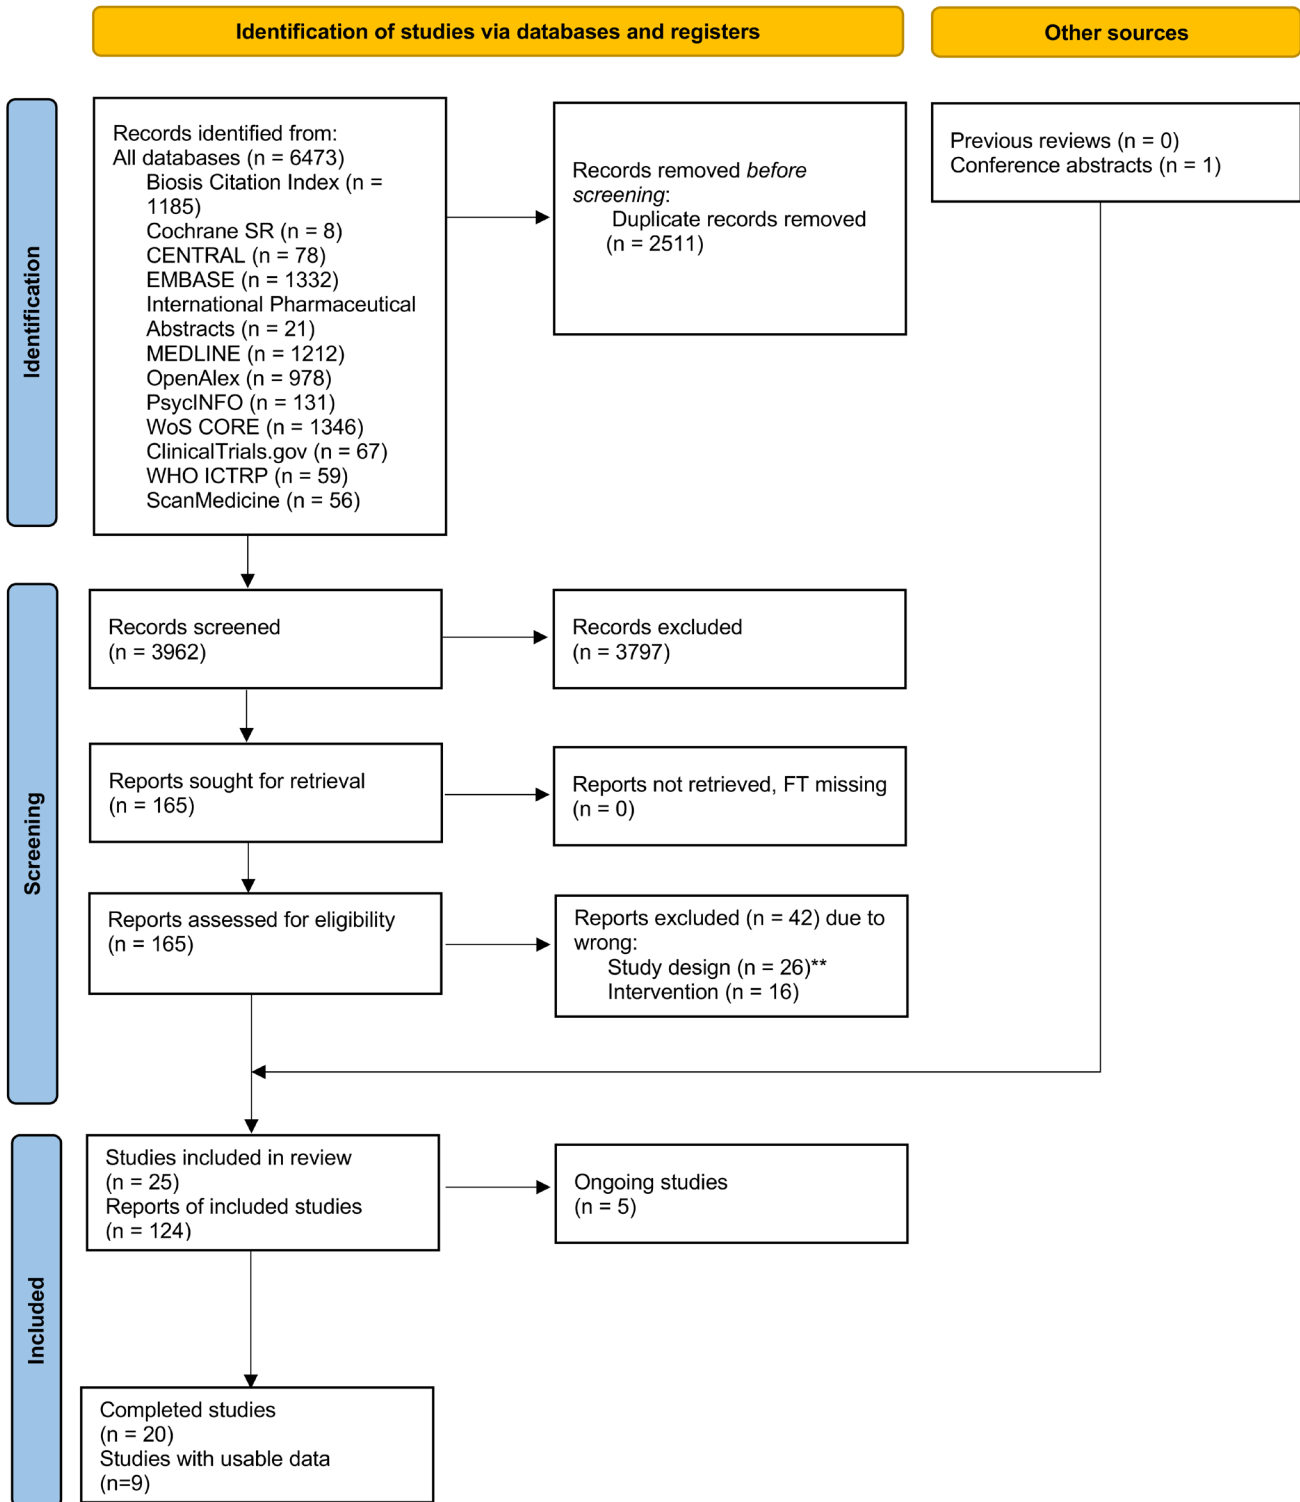 Identification of studies via databases and registers
Other sources
Identification
Records identified from:
All databases (n = 6473)
Biosis Citation Index (n =
1185)
Cochrane SR (n = 8)
CENTRAL (n = 78)
EMBASE (n = 1332)
International Pharmaceutical
Abstracts (n = 21)
MEDLINE (n = 1212)
OpenAlex (n = 978)
PsycINFO (n = 131)
WoS CORE (n = 1346)
ClinicalTrials.gov (n = 67)
WHO ICTRP (n = 59)
ScanMedicine (n = 56)
Records removed before
screening:
Duplicate records removed
(n = 2511)
Previous reviews (n = 0)
Conference abstracts (n = 1)
Screening
Records screened
(n = 3962)
Records excluded
(n = 3797)
Reports sought for retrieval
(n = 165)
Reports not retrieved, FT missing
(n = 0)
Reports assessed for eligibility
(n = 165)
Reports excluded (n = 42) due to
wrong:
Study design (n = 26)**
Intervention (n = 16)
Included
Studies included in review
(n = 25)
Reports of included studies
(n = 124)
Ongoing studies
(n = 5)
Completed studies
(n = 20)
Studies with usable data
(n=9)